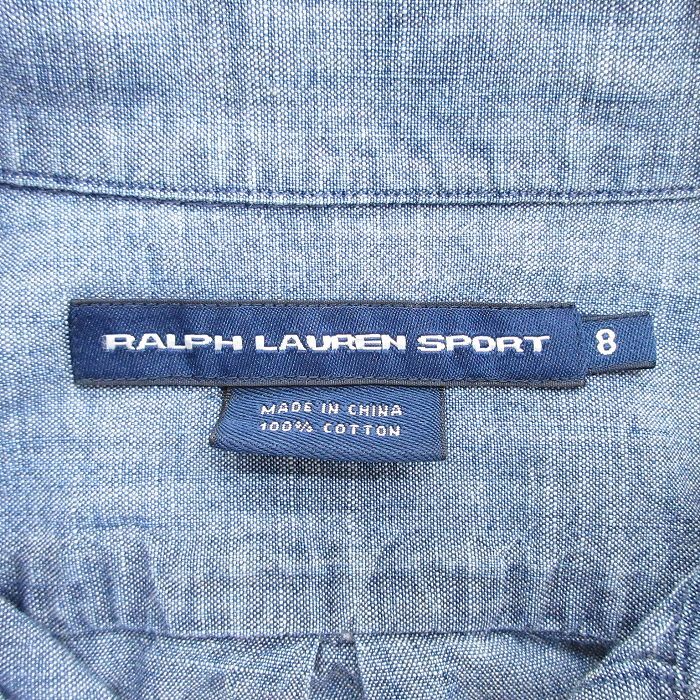 RALPH LAUREN SPORT 8
MADE IN CHINA
100% COTTON